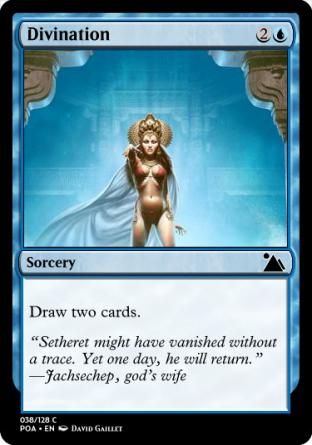 Divination 2
Sorcery
Draw two cards.
“Setheret might have vanished without
a trace. Yet one day, he will return.”
—Jachsechep, god’s wife
038/128 C
POA • EN DAVID GAILLET